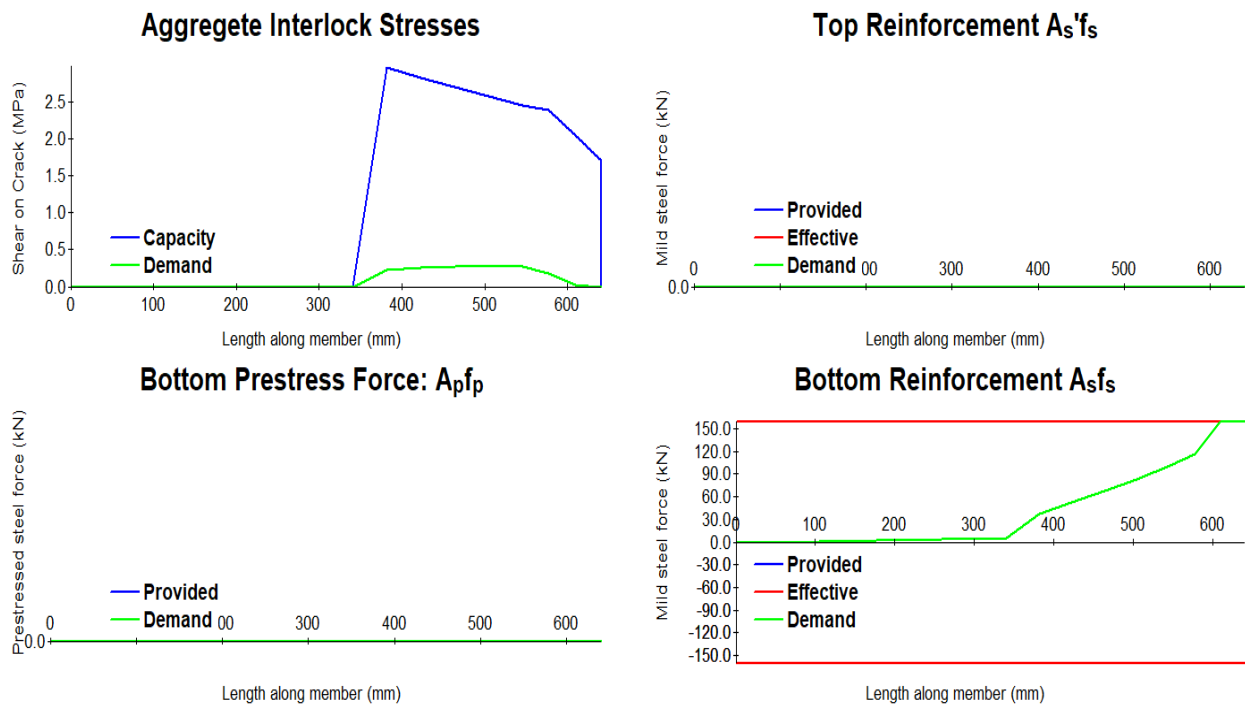 Aggregete Interlock Stresses
Shear on Crack (MPa)
2.5
2.0
1.5
1.0
0.5
0.0
Capacity
Demand
0 100 200 300 400 500 600
Length along member (mm)
Top Reinforcement As'fs
Mild steel force (kN)
Provided
Effective
Demand
0.0
00 300 400 500 600
Length along member (mm)
Bottom Prestress Force: Apfp
Prestressed steel force (kN)
Provided
Demand
0 00 300 400 500 600
0.0
Length along member (mm)
Bottom Reinforcement Asfs
Mild steel force (kN)
150.0
120.0
90.0
60.0
30.0
0 100 200 300 400 500 600
0.0
-30.0
-60.0
-90.0
-120.0
-150.0
Provided
Effective
Demand
Length along member (mm)